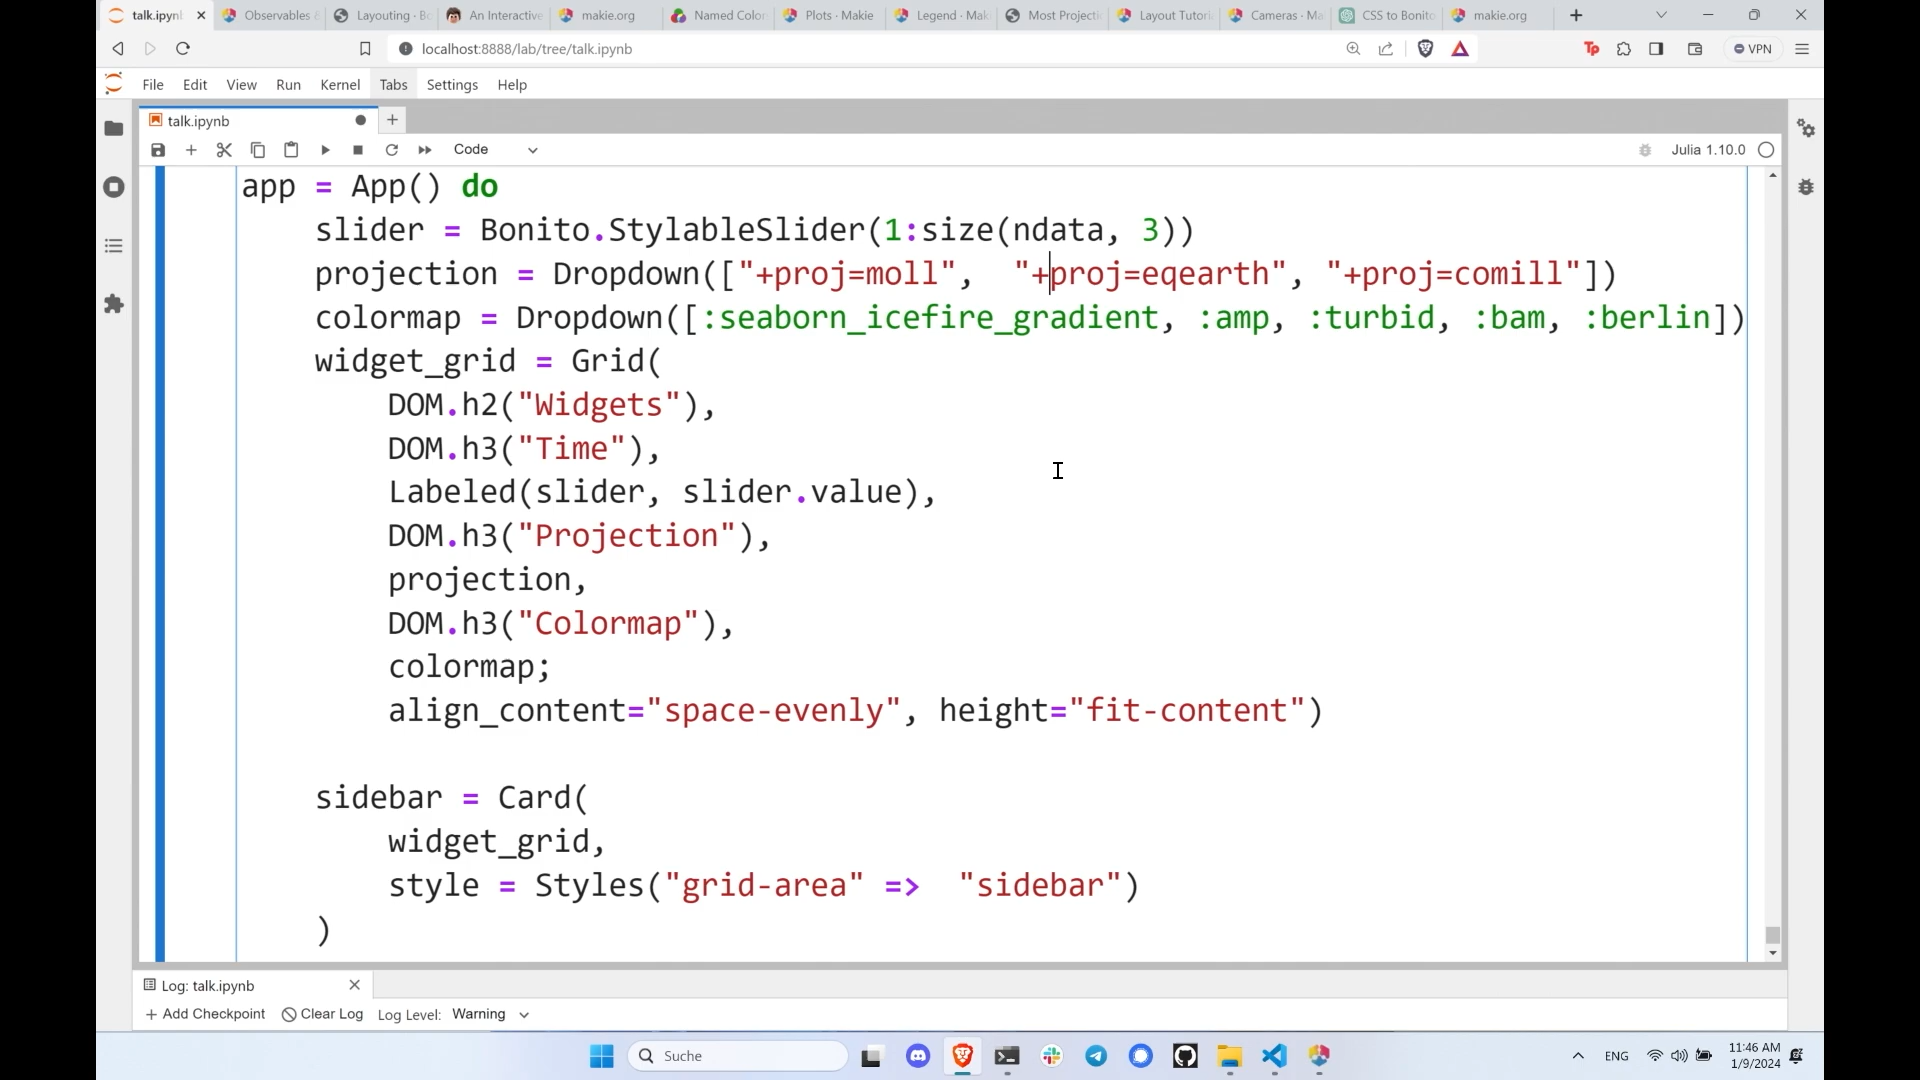 talk.ipynb
Observables &
Layouting · Bo
An Interactive
makie.org
Named Color
Plots · Makie
Legend · Mak
Most Projecti
Layout Tutori
Cameras · Ma
CSS to Bonito
makie.org
localhost:8888/lab/tree/talk.ipynb
Tp
VPN
File Edit View Run Kernel Tabs Settings Help
talk.ipynb
Code
Julia 1.10.0
app = App() do
slider = Bonito.StylableSlider(1:size(ndata, 3))
projection = Dropdown(["+proj=moll",  "+proj=eqearth", "+proj=comill"])
colormap = Dropdown([:seaborn_icefire_gradient, :amp, :turbid, :bam, :berlin])
widget_grid = Grid(
DOM.h2("Widgets"),
DOM.h3("Time"),
Labeled(slider, slider.value),
DOM.h3("Projection"),
projection,
DOM.h3("Colormap"),
colormap;
align_content="space-evenly", height="fit-content")
sidebar = Card(
widget_grid,
style = Styles("grid-area" =>  "sidebar")
)
Log: talk.ipynb
Add Checkpoint Clear Log Log Level: Warning
Suche
ENG
11:46 AM
1/9/2024